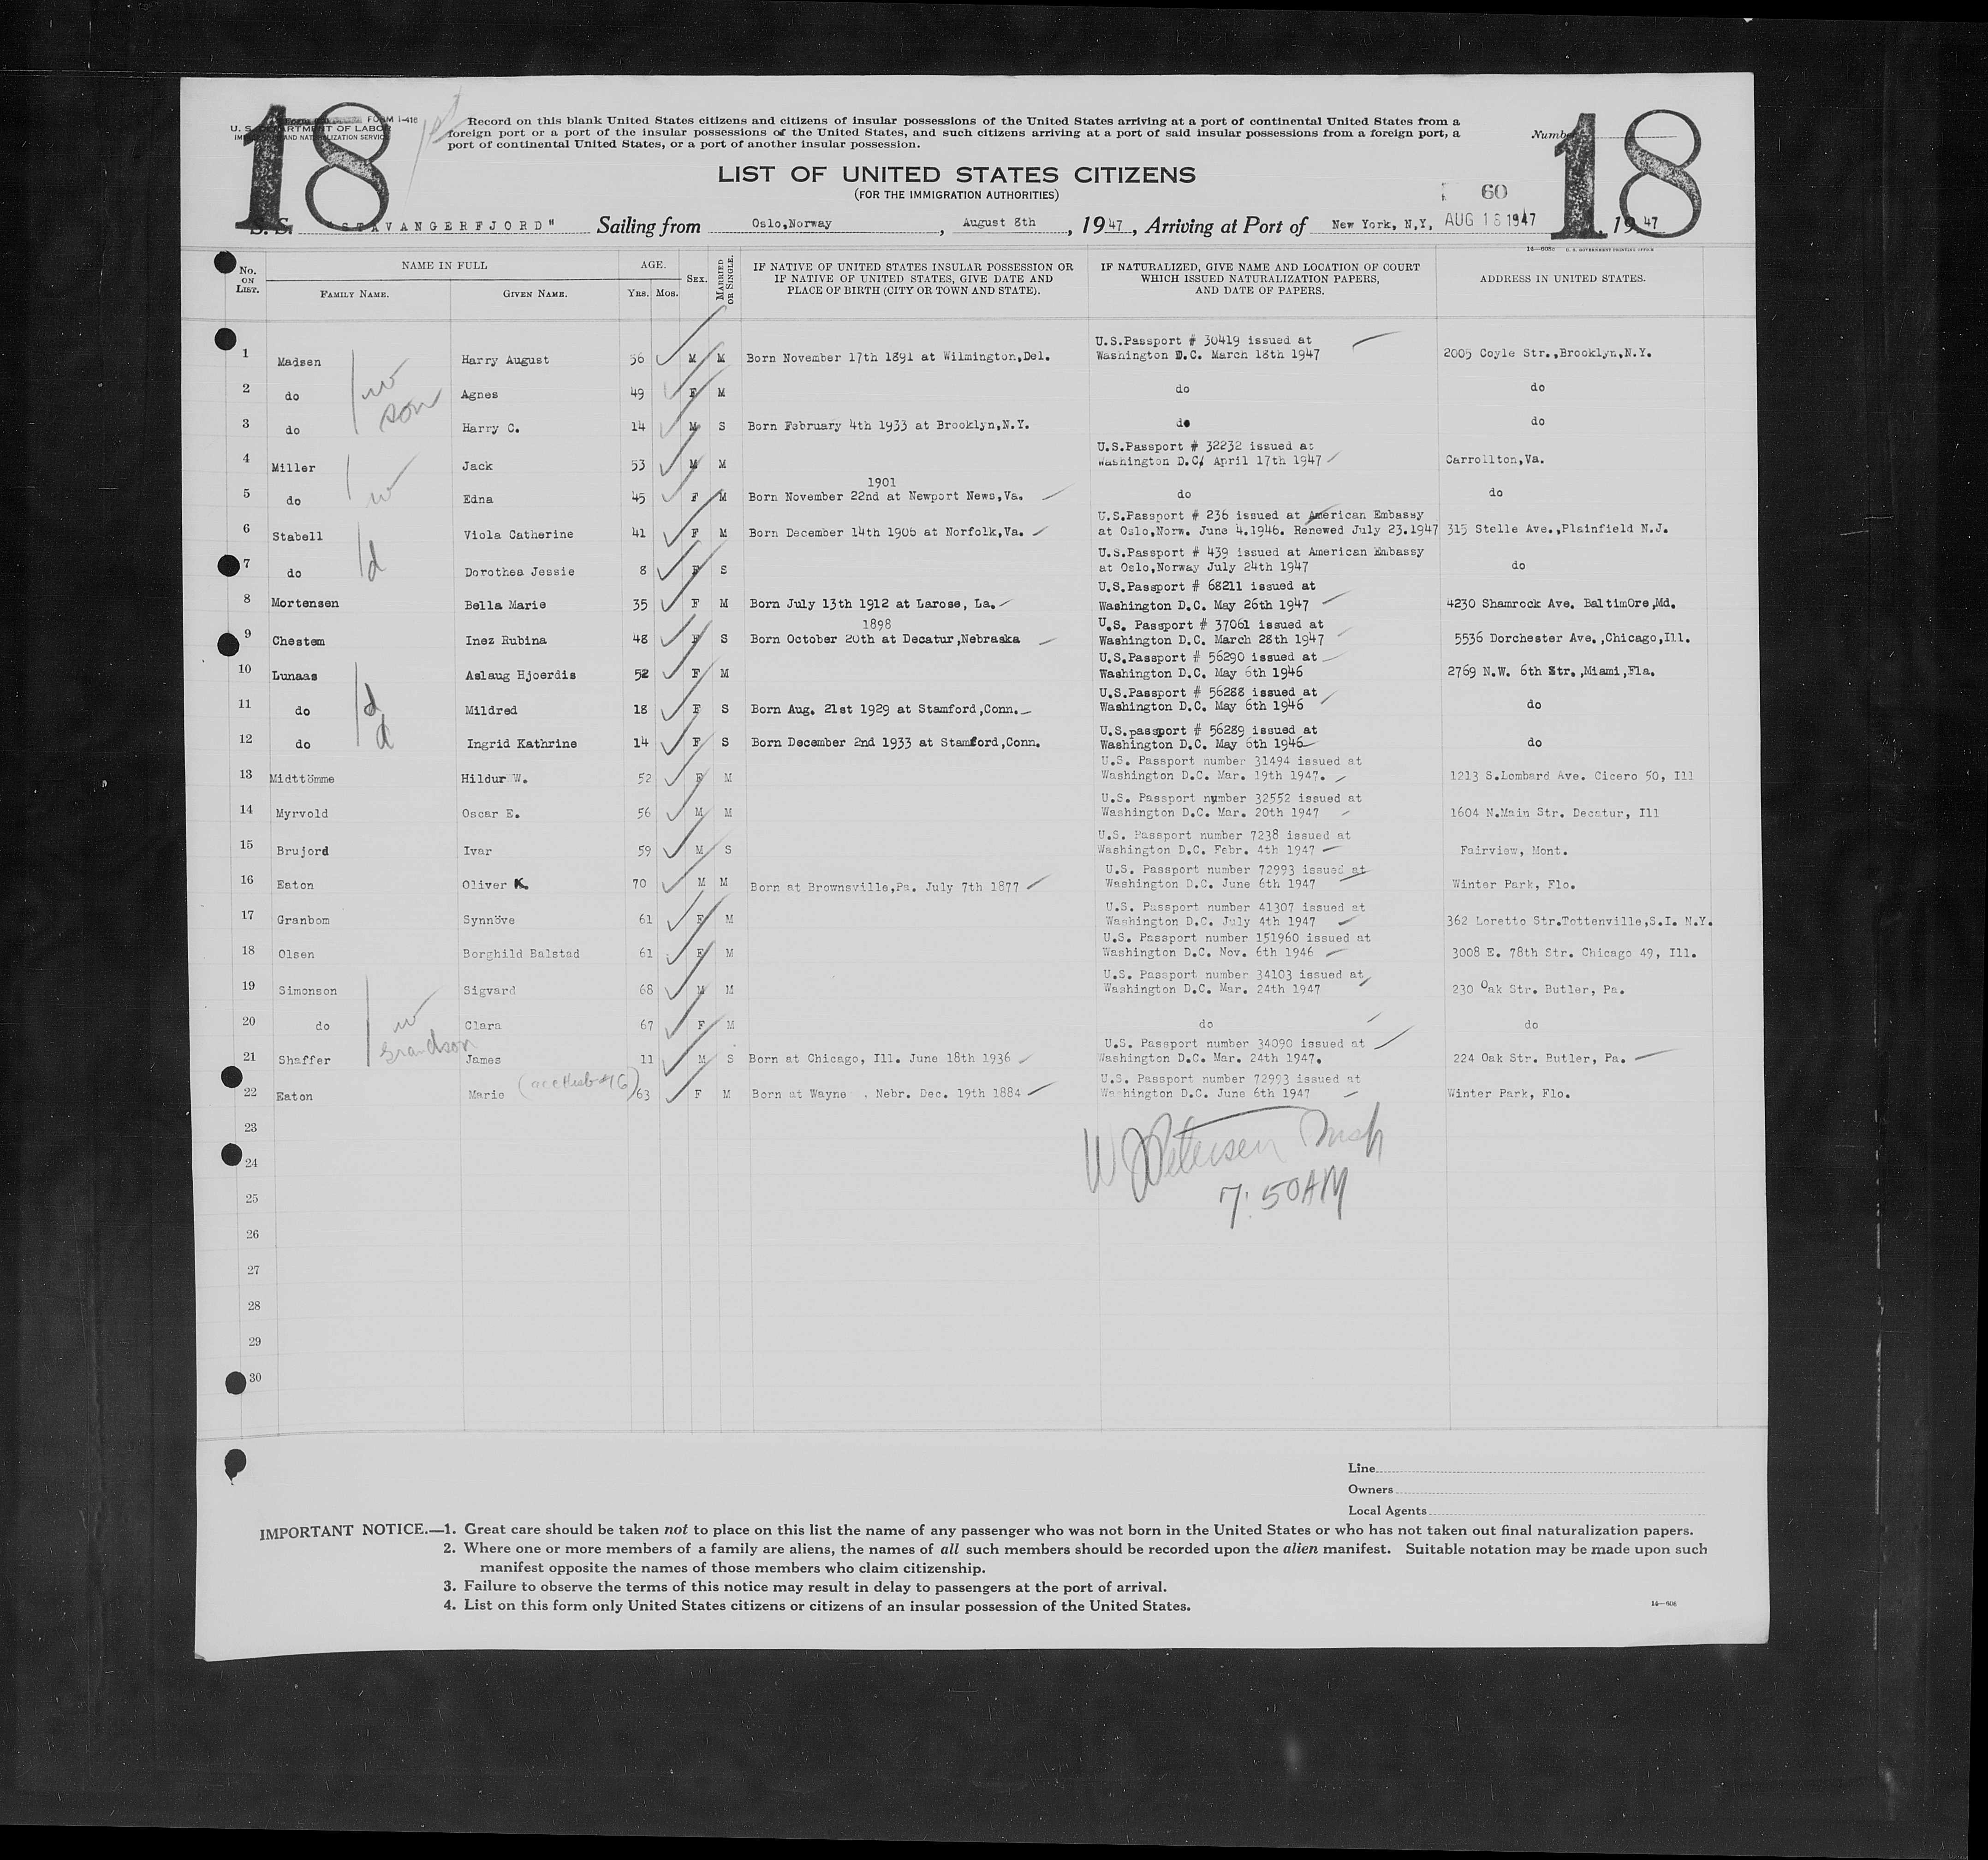 18
FORM I-416
U. S. DEPARTMENT OF LABOR
IMMIGRATION AND NATURALIZATION SERVICE
1st
Record on this blank United States citizens and citizens of insular possessions of the United States arriving at a port of continental United States from a
foreign port or a port of the insular possessions of the United States, and such citizens arriving at a port of said insular possessions from a foreign port, a
port of continental United States, or a port of another insular possession.
Number
18
LIST OF UNITED STATES CITIZENS
(FOR THE IMMIGRATION AUTHORITIES)
60
S. S. "STAVANGERFJORD" Sailing from Oslo,Norway, August 8th, 1947, Arriving at Port of New York, N,Y, AUG 18 1947, 1947
U. S. GOVERNMENT PRINTING OFFICE
No. ON LIST. NAME IN FULL FAMILY NAME. GIVEN NAME. AGE. YRS. MOS. SEX. MARRIED OR SINGLE. IF NATIVE OF UNITED STATES INSULAR POSSESSION OR IF NATIVE OF UNITED STATES, GIVE DATE AND PLACE OF BIRTH (CITY OR TOWN AND STATE). IF NATURALIZED, GIVE NAME AND LOCATION OF COURT WHICH ISSUED NATURALIZATION PAPERS, AND DATE OF PAPERS. ADDRESS IN UNITED STATES.
1 Madsen Harry August 56 M M Born November 17th 1891 at Wilmington,Del. U.S.Passport # 30419 issued at Washington D.C. March 18th 1947 2005 Coyle Str.,Brooklyn,N.Y.
2 do w Agnes 49 F M do do
3 do son Harry C. 14 M S Born February 4th 1933 at Brooklyn,N.Y. do do
4 Miller Jack 53 M M U.S.Passport # 32232 issued at Washington D.C. April 17th 1947 Carrollton,Va.
5 do w Edna 45 F M Born November 22nd 1901 at Newport News,Va. do do
6 Stabell Viola Catherine 41 F M Born December 14th 1906 at Norfolk,Va. U.S.Passport # 236 issued at American Embassy at Oslo,Norw. June 4.1946. Renewed July 23.1947 315 Stelle Ave.,Plainfield N.J.
7 do d Dorothea Jessie 8 F S U.S.Passport # 439 issued at American Embassy at Oslo,Norway July 24th 1947 do
8 Mortensen Bella Marie 35 F M Born July 13th 1912 at Larose, La. U.S.Passport # 68211 issued at Washington D.C. May 26th 1947 4230 Shamrock Ave. BaltimOre,Md.
9 Chestem Inez Rubina 48 F S Born October 20th 1898 at Decatur,Nebraska U.S. Passport # 37061 issued at Washington D.C. March 28th 1947 5536 Dorchester Ave.,Chicago,Ill.
10 Lunaas Aslaug Hjoerdis 52 F M U.S.Passport # 56290 issued at Washington D.C. May 6th 1946 2769 N.W. 6th Str.,Miami,Fla.
11 do d Mildred 18 F S Born Aug. 21st 1929 at Stamford,Conn. U.S.Passport # 56288 issued at Washington D.C. May 6th 1946 do
12 do d Ingrid Kathrine 14 F S Born December 2nd 1933 at Stamford,Conn. U.S.passport # 56289 issued at Washington D.C. May 6th 1946 do
13 Midttömme Hildur W. 52 F M U.S. Passport number 31494 issued at Washington D.C. Mar. 19th 1947. 1213 S.Lombard Ave. Cicero 50, Ill
14 Myrvold Oscar E. 56 M M U.S. Passport number 32552 issued at Washington D.C. Mar. 20th 1947 1604 N.Main Str. Decatur, Ill
15 Brujord Ivar 59 M S U.S. Passport number 7238 issued at Washington D.C. Febr. 4th 1947 Fairview, Mont.
16 Eaton Oliver K. 70 M M Born at Brownsville,Pa. July 7th 1877 U.S. Passport number 72993 issued at Washington D.C. June 6th 1947 Winter Park, Flo.
17 Granbom Synnöve 61 F M U.S. Passport number 41307 issued at Washington D.C. July 4th 1947 362 Loretto Str.Tottenville,S.I. N.Y.
18 Olsen Borghild Balstad 61 F M U.S. Passport number 151960 issued at Washington D.C. Nov. 6th 1946 3008 E. 78th Str. Chicago 49, Ill.
19 Simonson Sigvard 68 M M U.S. Passport number 34103 issued at Washington D.C. Mar. 24th 1947 230 Oak Str. Butler, Pa.
20 do w Clara 67 F M do do
21 Shaffer grandson James 11 M S Born at Chicago, Ill. June 18th 1936 U.S. Passport number 34090 issued at Washington D.C. Mar. 24th 1947. 224 Oak Str. Butler, Pa.
22 Eaton Marie 63 F M Born at Wayne . Nebr. Dec. 19th 1884 U.S. Passport number 72993 issued at Washington D.C. June 6th 1947 Winter Park, Flo.
23
24
25
26
27
28
29
30
W J Petersen Insp
7:50AM
Line
Owners
Local Agents
IMPORTANT NOTICE.—1. Great care should be taken not to place on this list the name of any passenger who was not born in the United States or who has not taken out final naturalization papers.
2. Where one or more members of a family are aliens, the names of all such members should be recorded upon the alien manifest. Suitable notation may be made upon such
manifest opposite the names of those members who claim citizenship.
3. Failure to observe the terms of this notice may result in delay to passengers at the port of arrival.
4. List on this form only United States citizens or citizens of an insular possession of the United States.